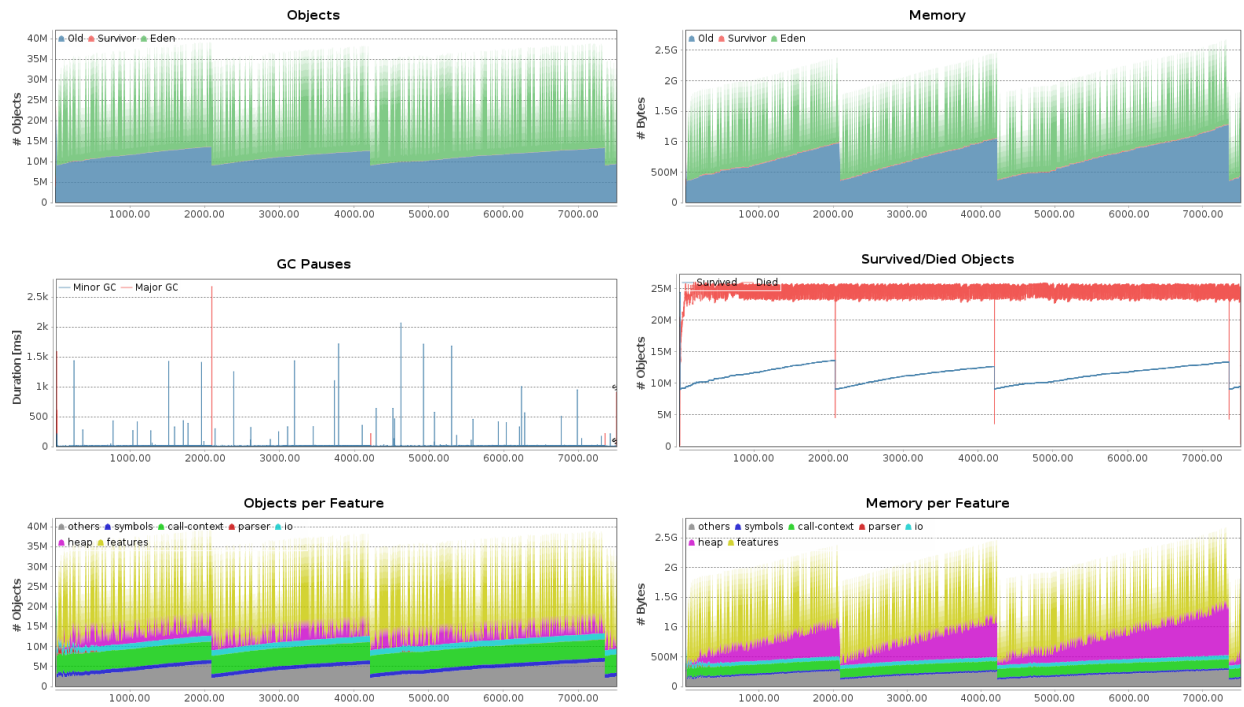 Objects
Old Survivor Eden
# Objects
40M
35M
30M
25M
20M
15M
10M
5M
0
1000.00 2000.00 3000.00 4000.00 5000.00 6000.00 7000.00
Memory
Old Survivor Eden
# Bytes
2.5G
2G
1.5G
1G
500M
0
1000.00 2000.00 3000.00 4000.00 5000.00 6000.00 7000.00
GC Pauses
Minor GC Major GC
Duration [ms]
2.5k
2k
1.5k
1k
500
0
1000.00 2000.00 3000.00 4000.00 5000.00 6000.00 7000.00
Survived/Died Objects
Survived Died
# Objects
25M
20M
15M
10M
5M
0
1000.00 2000.00 3000.00 4000.00 5000.00 6000.00 7000.00
Objects per Feature
others symbols call-context parser io
heap features
# Objects
40M
35M
30M
25M
20M
15M
10M
5M
0
1000.00 2000.00 3000.00 4000.00 5000.00 6000.00 7000.00
Memory per Feature
others symbols call-context parser io
heap features
# Bytes
2.5G
2G
1.5G
1G
500M
0
1000.00 2000.00 3000.00 4000.00 5000.00 6000.00 7000.00